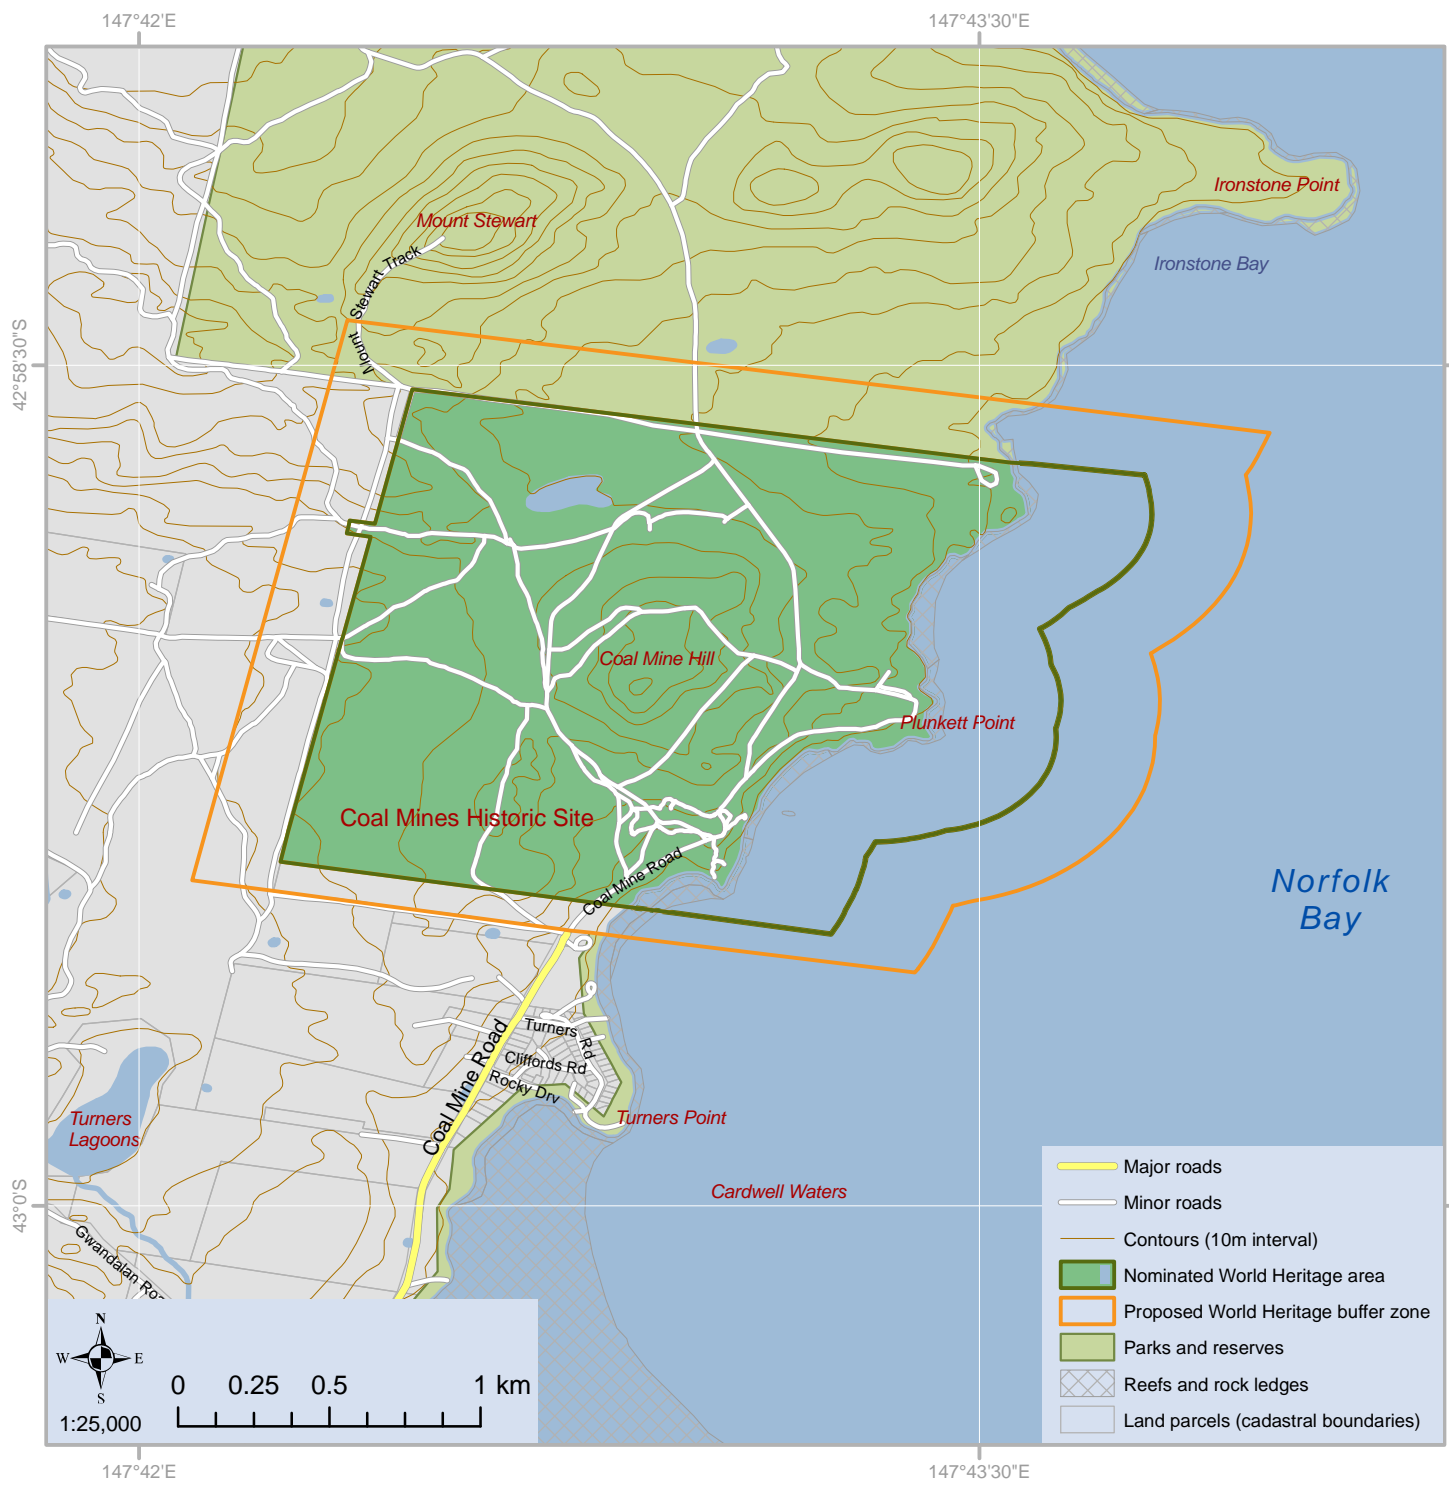 147°42'E
147°43'30"E
Ironstone Point
Mount Stewart
Ironstone Bay
Mount Stewart Track
42°58'30"S
Coal Mine Hill
Plunkett Point
Coal Mines Historic Site
Coal Mine Road
Norfolk
Bay
Turners Rd
Cliffords Rd
Rocky Drv
Coal Mine Road
Turners
Lagoons
Turners Point
Cardwell Waters
43°0'S
Gwandalan Roa
Major roads
Minor roads
Contours (10m interval)
Nominated World Heritage area
Proposed World Heritage buffer zone
Parks and reserves
Reefs and rock ledges
Land parcels (cadastral boundaries)
N
W E
S
0 0.25 0.5 1 km
1:25,000
147°42'E
147°43'30"E